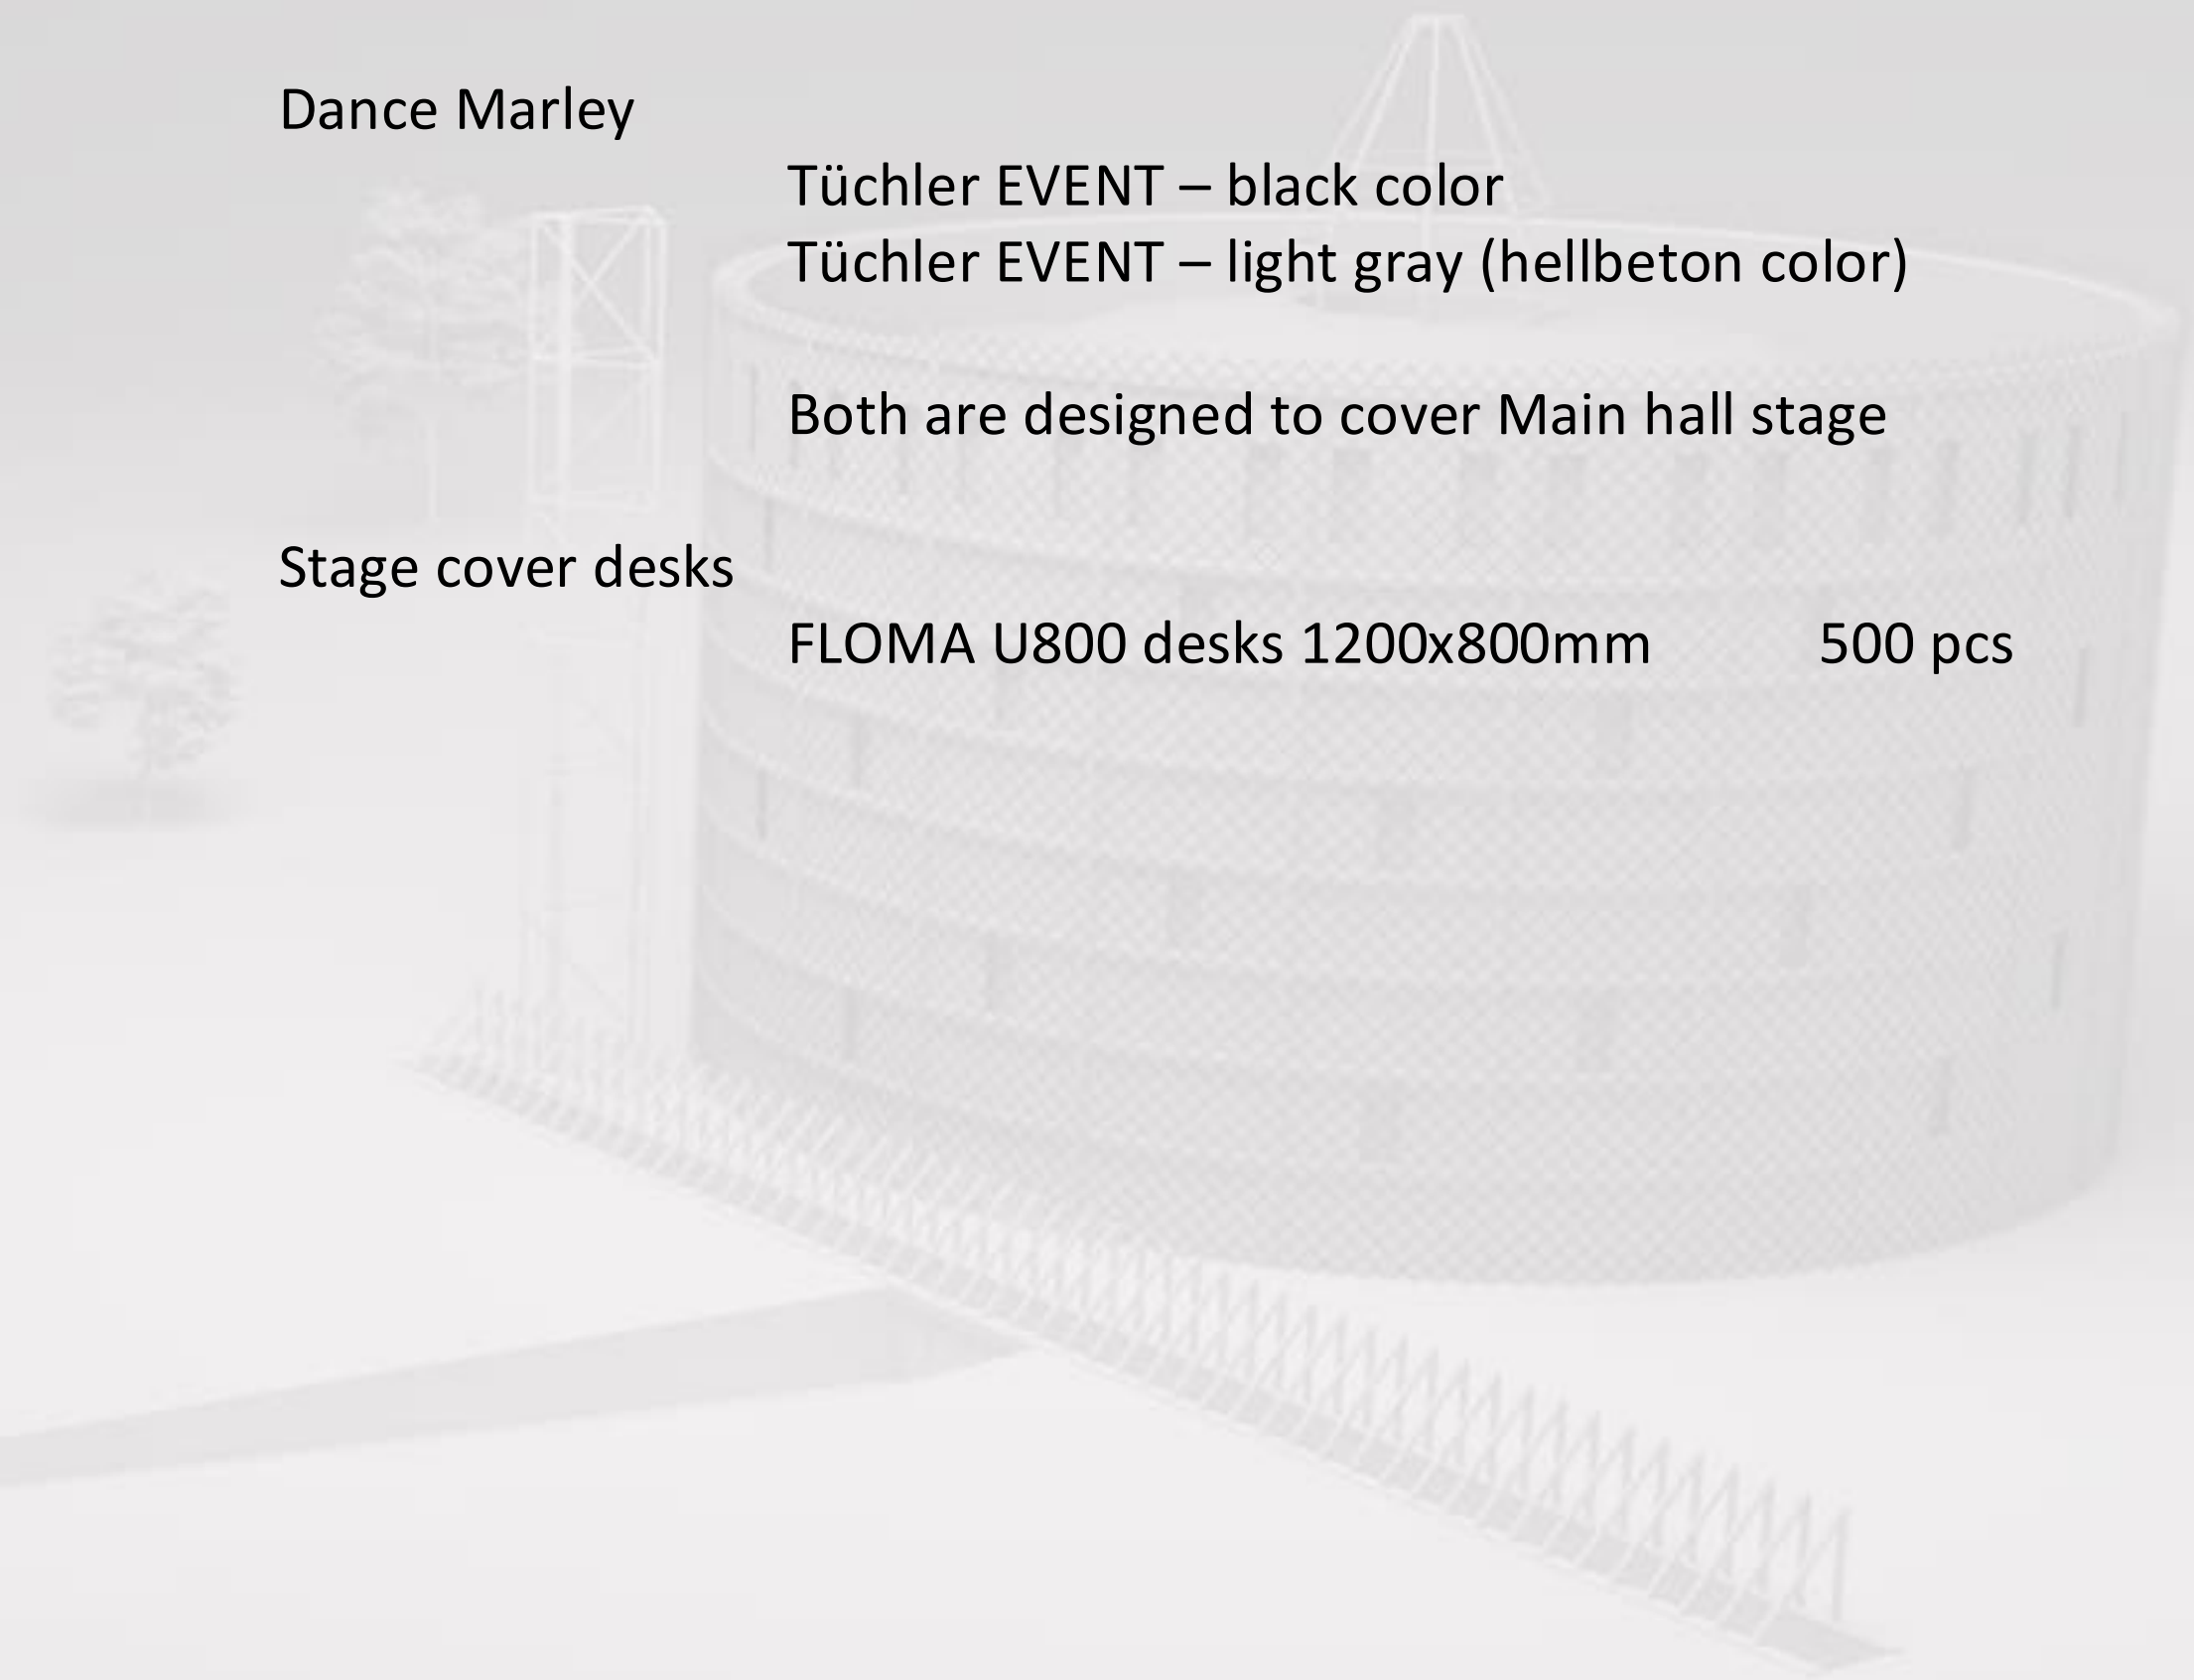 Dance Marley
Tüchler EVENT – black color
Tüchler EVENT – light gray (hellbeton color)
Both are designed to cover Main hall stage
Stage cover desks
FLOMA U800 desks 1200x800mm 500 pcs